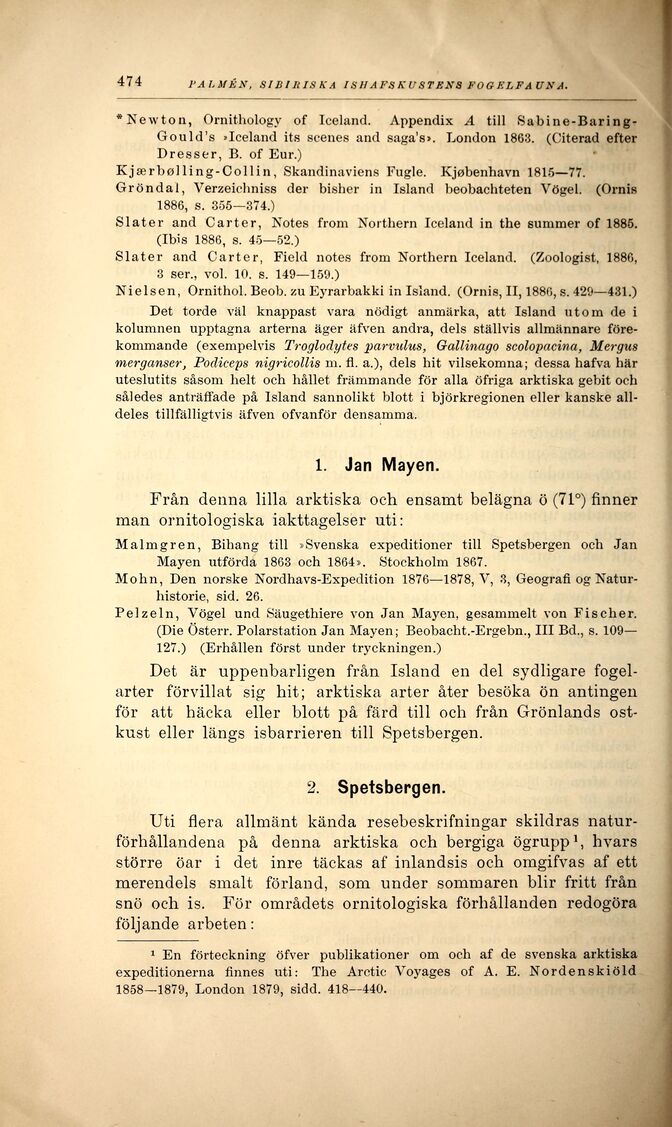 474 PALMÉN, SIBIRISKA ISHAFSKUSTENS FOGELFAUNA.
*Newton, Ornithology of Iceland. Appendix A till Sabine-Baring-
Gould's »Iceland its scenes and saga's». London 1863. (Citerad efter
Dresser, B. of Eur.)
Kjærbølling-Collin, Skandinaviens Fugle. Kjøbenhavn 1815—77.
Gröndal, Verzeichniss der bisher in Island beobachteten Vögel. (Ornis
1886, s. 355—374.)
Slater and Carter, Notes from Northern Iceland in the summer of 1885.
(Ibis 1886, s. 45—52.)
Slater and Carter, Field notes from Northern Iceland. (Zoologist, 1886,
3 ser., vol. 10. s. 149—159.)
Nielsen, Ornithol. Beob. zu Eyrarbakki in Island. (Ornis, II, 1886, s. 429—431.)
Det torde väl knappast vara nödigt anmärka, att Island utom de i
kolumnen upptagna arterna äger äfven andra, dels ställvis allmännare före-
kommande (exempelvis Troglodytes parvulus, Gallinago scolopacina, Mergus
merganser, Podiceps nigricollis m. fl. a.), dels hit vilsekomna; dessa hafva här
uteslutits såsom helt och hållet främmande för alla öfriga arktiska gebit och
således anträffade på Island sannolikt blott i björkregionen eller kanske all-
deles tillfälligtvis äfven ofvanför densamma.
1. Jan Mayen.
Från denna lilla arktiska och ensamt belägna ö (71°) finner
man ornitologiska iakttagelser uti:
Malmgren, Bihang till »Svenska expeditioner till Spetsbergen och Jan
Mayen utförda 1863 och 1864». Stockholm 1867.
Mohn, Den norske Nordhavs-Expedition 1876—1878, V, 3, Geografi og Natur-
historie, sid. 26.
Pelzeln, Vögel und Säugethiere von Jan Mayen, gesammelt von Fischer.
(Die Österr. Polarstation Jan Mayen; Beobacht.-Ergebn., III Bd., s. 109—
127.) (Erhållen först under tryckningen.)
Det är uppenbarligen från Island en del sydligare fogel-
arter förvillat sig hit; arktiska arter åter besöka ön antingen
för att häcka eller blott på färd till och från Grönlands ost-
kust eller längs isbarrieren till Spetsbergen.
2. Spetsbergen.
Uti flera allmänt kända resebeskrifningar skildras natur-
förhållandena på denna arktiska och bergiga ögrupp¹, hvars
större öar i det inre täckas af inlandsis och omgifvas af ett
merendels smalt förland, som under sommaren blir fritt från
snö och is. För områdets ornitologiska förhållanden redogöra
följande arbeten:
¹ En förteckning öfver publikationer om och af de svenska arktiska
expeditionerna finnes uti: The Arctic Voyages of A. E. Nordenskiöld
1858—1879, London 1879, sidd. 418—440.